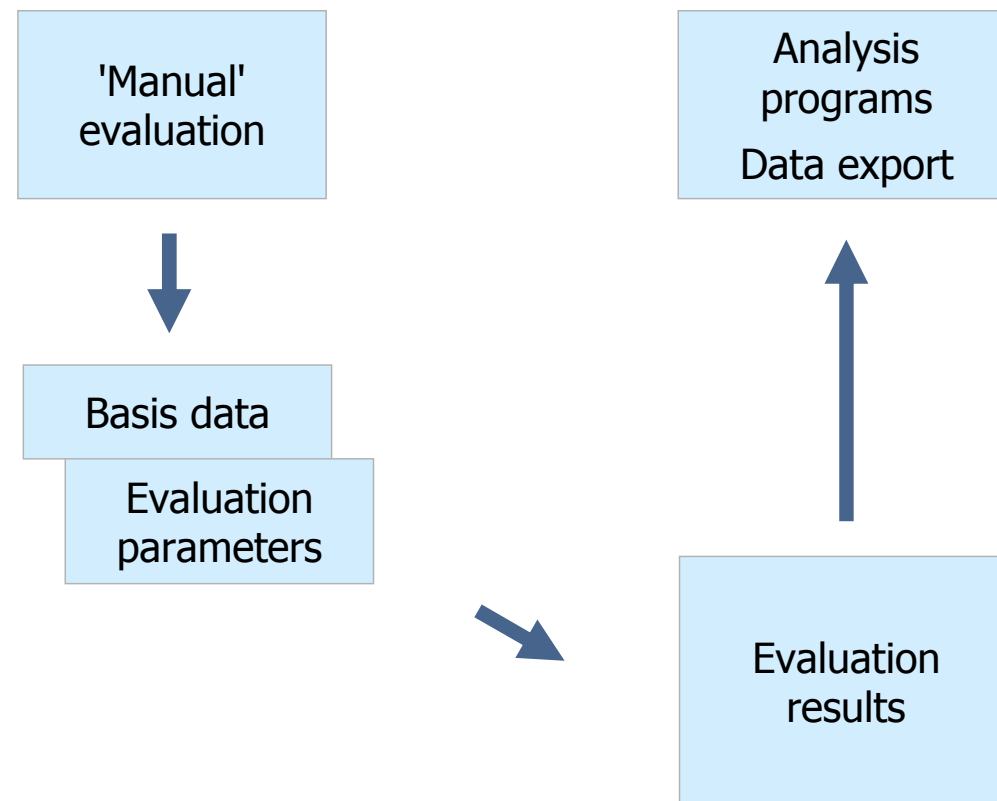 'Manual'
evaluation
Basis data
Evaluation
parameters
Evaluation
results
Analysis
programs
Data export